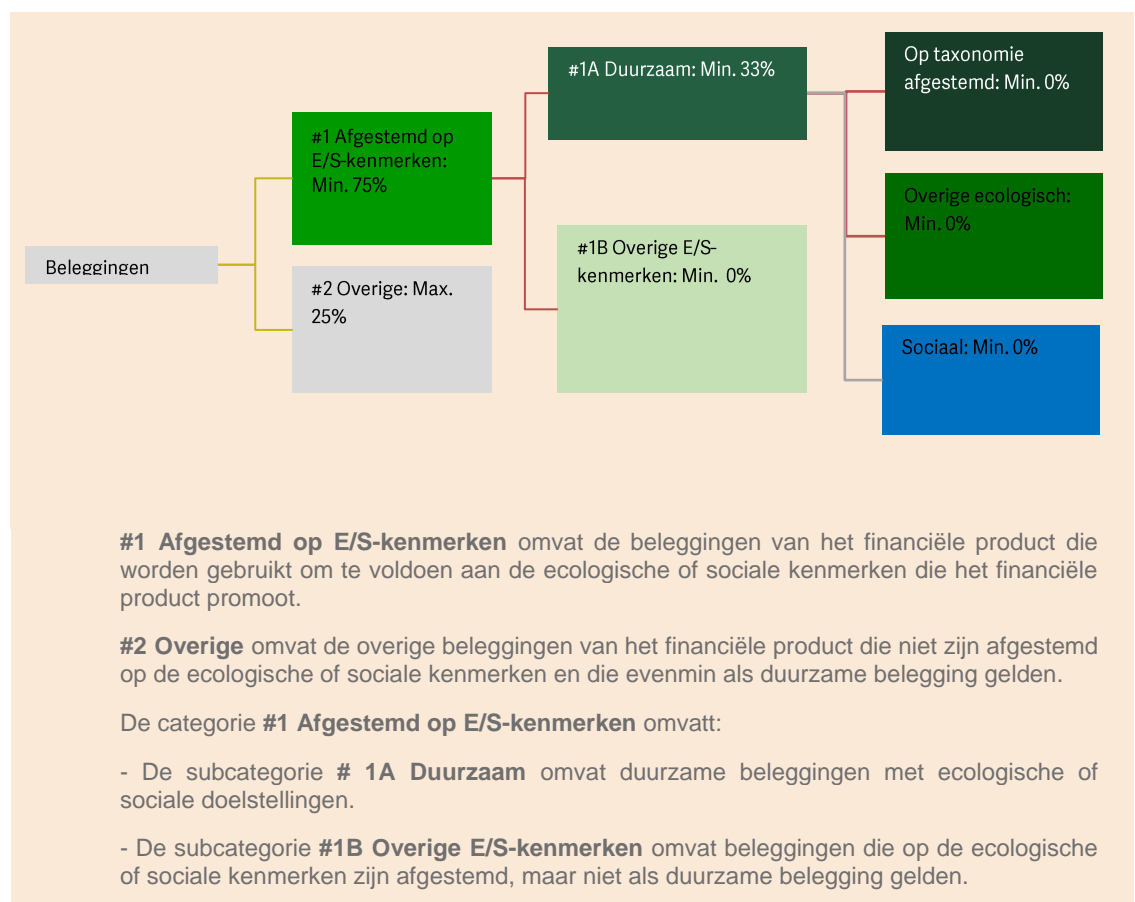 Beleggingen
#1 Afgestemd op
E/S-kenmerken:
Min. 75%
#2 Overige: Max.
25%
#1A Duurzaam: Min. 33%
#1B Overige E/S-
kenmerken: Min. 0%
Op taxonomie
afgestemd: Min. 0%
Overige ecologisch:
Min. 0%
Sociaal: Min. 0%
#1 Afgestemd op E/S-kenmerken omvat de beleggingen van het financiële product die
worden gebruikt om te voldoen aan de ecologische of sociale kenmerken die het financiële
product promoot.
#2 Overige omvat de overige beleggingen van het financiële product die niet zijn afgestemd
op de ecologische of sociale kenmerken en die evenmin als duurzame belegging gelden.
De categorie #1 Afgestemd op E/S-kenmerken omvatt:
- De subcategorie # 1A Duurzaam omvat duurzame beleggingen met ecologische of
sociale doelstellingen.
- De subcategorie #1B Overige E/S-kenmerken omvat beleggingen die op de ecologische
of sociale kenmerken zijn afgestemd, maar niet als duurzame belegging gelden.